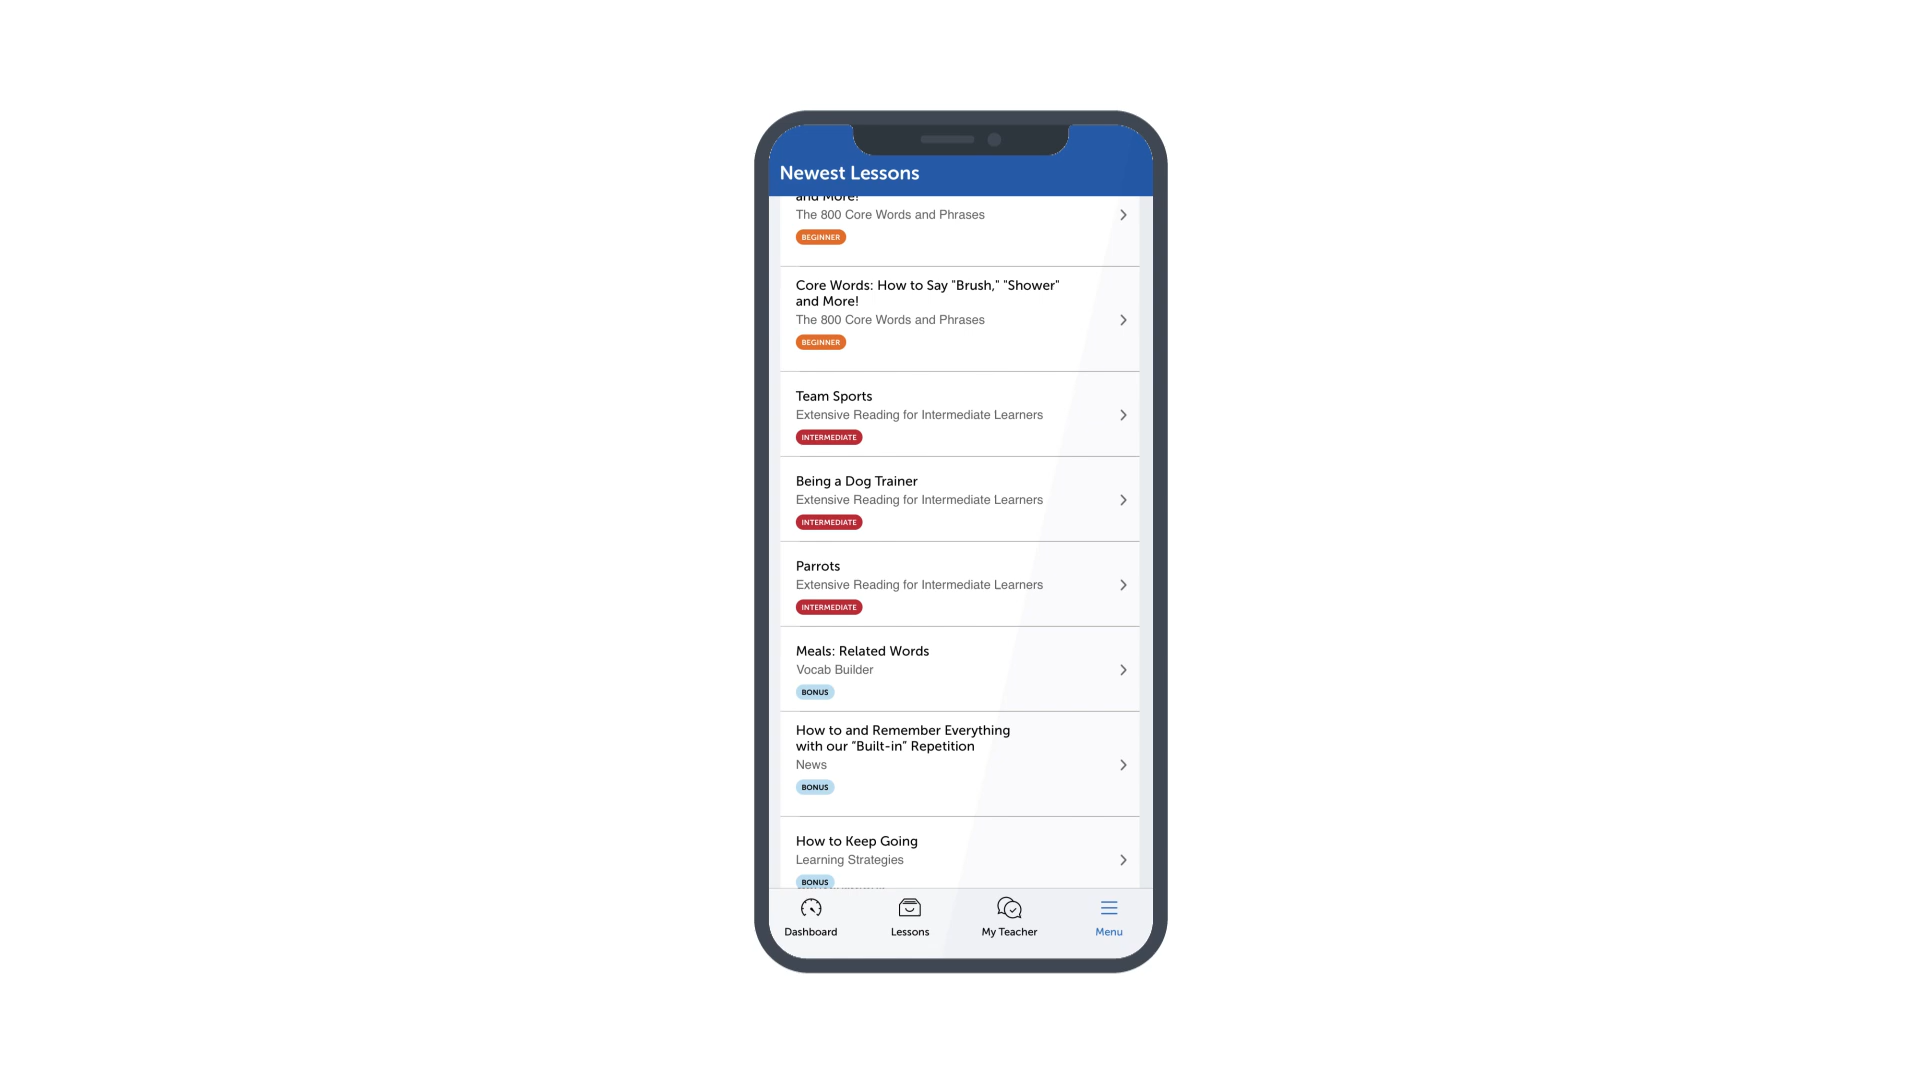 Newest Lessons
and More!
The 800 Core Words and Phrases
BEGINNER
Core Words: How to Say "Brush," "Shower"
and More!
The 800 Core Words and Phrases
BEGINNER
Team Sports
Extensive Reading for Intermediate Learners
INTERMEDIATE
Being a Dog Trainer
Extensive Reading for Intermediate Learners
INTERMEDIATE
Parrots
Extensive Reading for Intermediate Learners
INTERMEDIATE
Meals: Related Words
Vocab Builder
BONUS
How to and Remember Everything
with our “Built-in” Repetition
News
BONUS
How to Keep Going
Learning Strategies
BONUS
Dashboard
Lessons
My Teacher
Menu